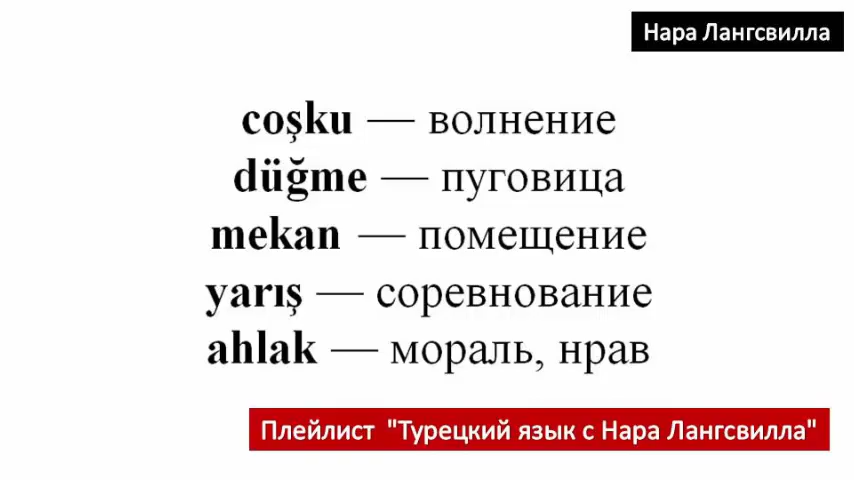 Нара Лангсвилла
coşku — волнение
düğme — пуговица
mekan — помещение
yarış — соревнование
ahlak — мораль, нрав
Плейлист "Турецкий язык с Нара Лангсвилла"